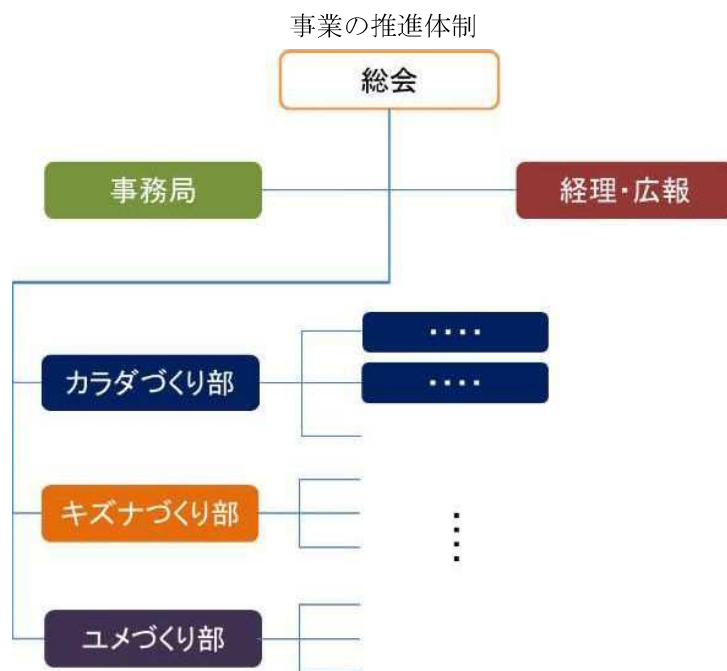 事業の推進体制
総会
事務局
経理・広報
・・・・
カラダづくり部
・・・・
キズナづくり部
・・・・
ユメづくり部